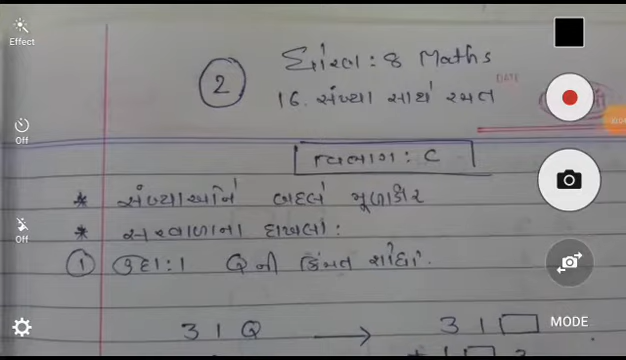 Effect
Off
Off
MODE
DATE
2
ધોરણ : 8 Maths
16. સંખ્યા સાથે રમત
વિભાગ : C
* સંખ્યાઓને બદલે મૂળાક્ષર
* સરવાળાના દાખલા :
1 ઉદા : 1 Q ની કિંમત શોધો.
3 1 Q → 3 1 □